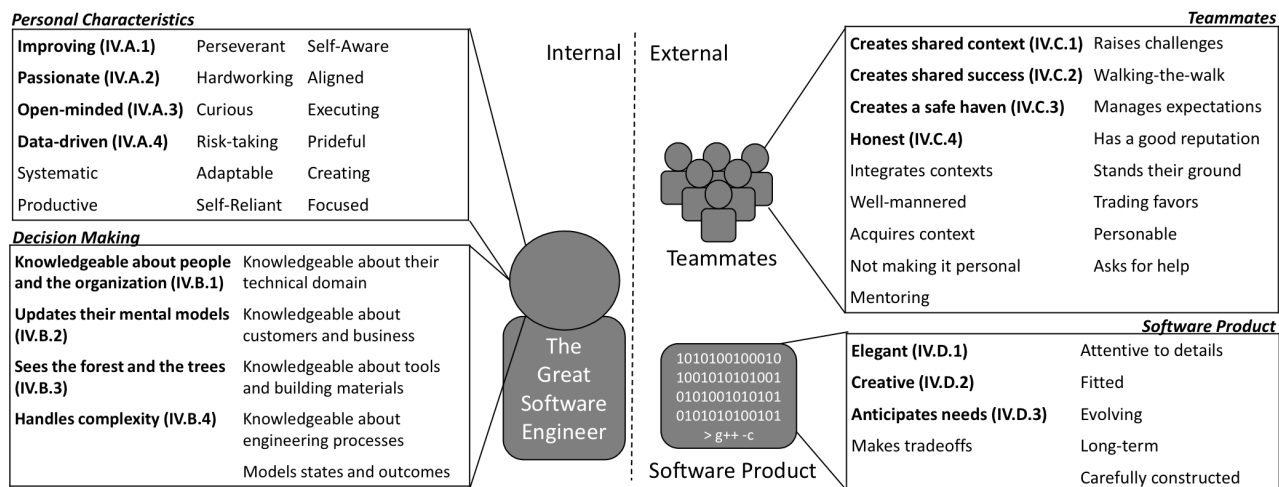 Personal Characteristics
Improving (IV.A.1) Perseverant Self-Aware
Passionate (IV.A.2) Hardworking Aligned
Open-minded (IV.A.3) Curious Executing
Data-driven (IV.A.4) Risk-taking Prideful
Systematic Adaptable Creating
Productive Self-Reliant Focused
Decision Making
Knowledgeable about people
and the organization (IV.B.1)
Updates their mental models
(IV.B.2)
Sees the forest and the trees
(IV.B.3)
Handles complexity (IV.B.4)
Knowledgeable about their
technical domain
Knowledgeable about
customers and business
Knowledgeable about tools
and building materials
Knowledgeable about
engineering processes
Models states and outcomes
Internal
External
The
Great
Software
Engineer
Teammates
Teammates
Creates shared context (IV.C.1) Raises challenges
Creates shared success (IV.C.2) Walking-the-walk
Creates a safe haven (IV.C.3) Manages expectations
Honest (IV.C.4) Has a good reputation
Integrates contexts Stands their ground
Well-mannered Trading favors
Acquires context Personable
Not making it personal Asks for help
Mentoring
1010100100010
1001010101001
0101001010101
0101010100101
> g++ -c
Software Product
Software Product
Elegant (IV.D.1) Attentive to details
Creative (IV.D.2) Fitted
Anticipates needs (IV.D.3) Evolving
Makes tradeoffs Long-term
Carefully constructed